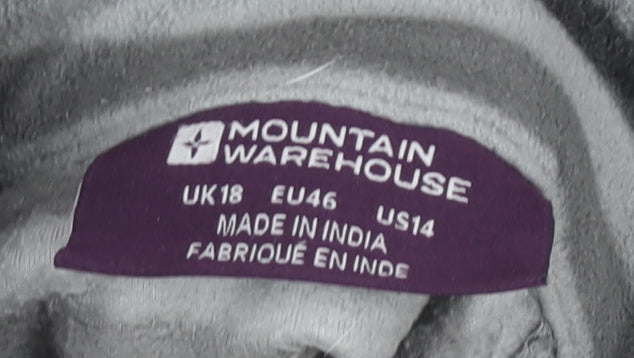 MOUNTAIN
WAREHOUSE
UK18 EU46 US14
MADE IN INDIA
FABRIQUÉ EN INDE